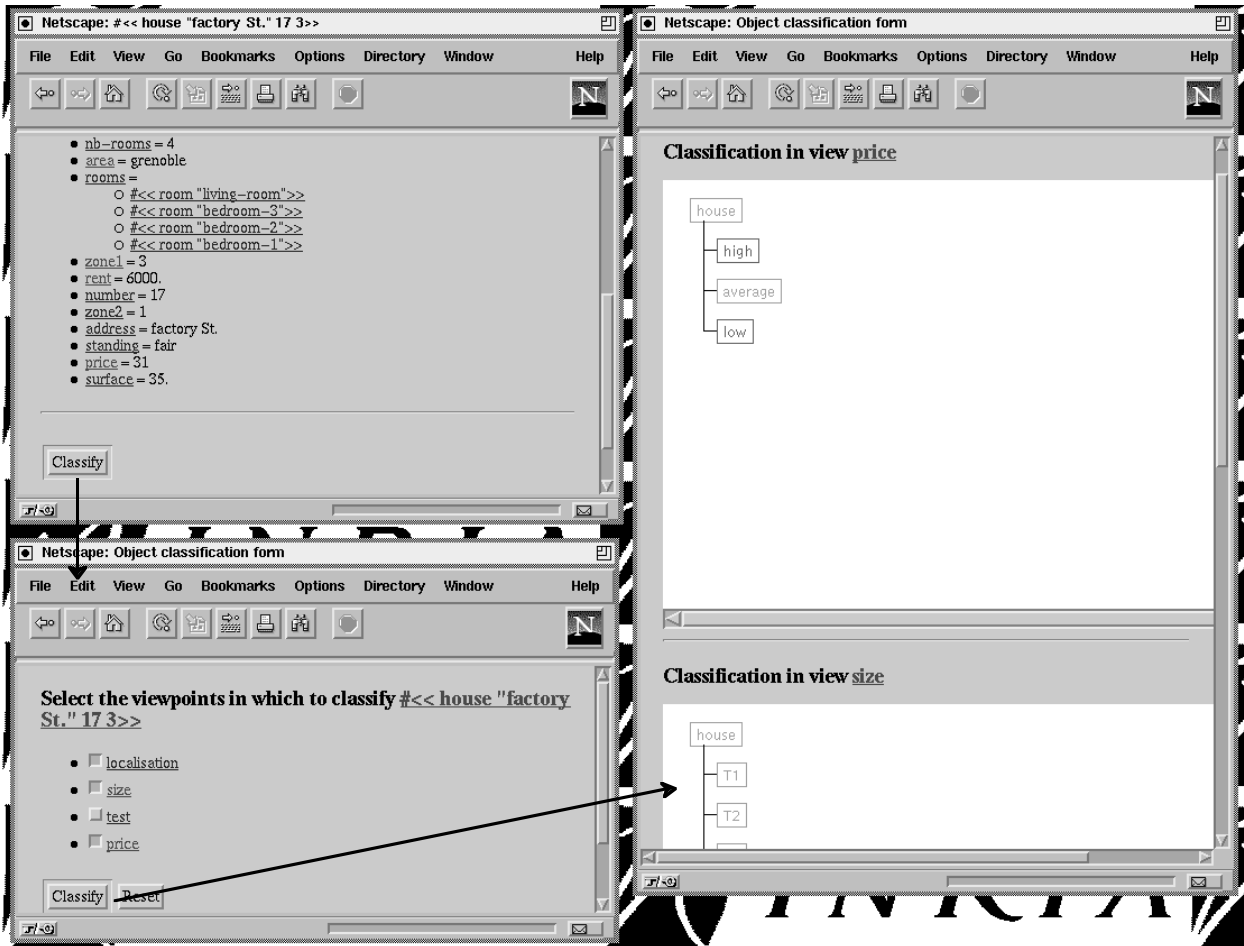 Netscape: #<< house "factory St." 17 3>>
File Edit View Go Bookmarks Options Directory Window Help
N
nb-rooms = 4
area = grenoble
rooms =
#<< room "living-room">>
#<< room "bedroom-3">>
#<< room "bedroom-2">>
#<< room "bedroom-1">>
zone1 = 3
rent = 6000.
number = 17
zone2 = 1
address = factory St.
standing = fair
price = 31
surface = 35.
Classify
Netscape: Object classification form
File Edit View Go Bookmarks Options Directory Window Help
N
Select the viewpoints in which to classify #<< house "factory
St." 17 3>>
localisation
size
test
price
Classify Reset
Netscape: Object classification form
File Edit View Go Bookmarks Options Directory Window Help
N
Classification in view price
house
high
average
low
Classification in view size
house
T1
T2
INRIA